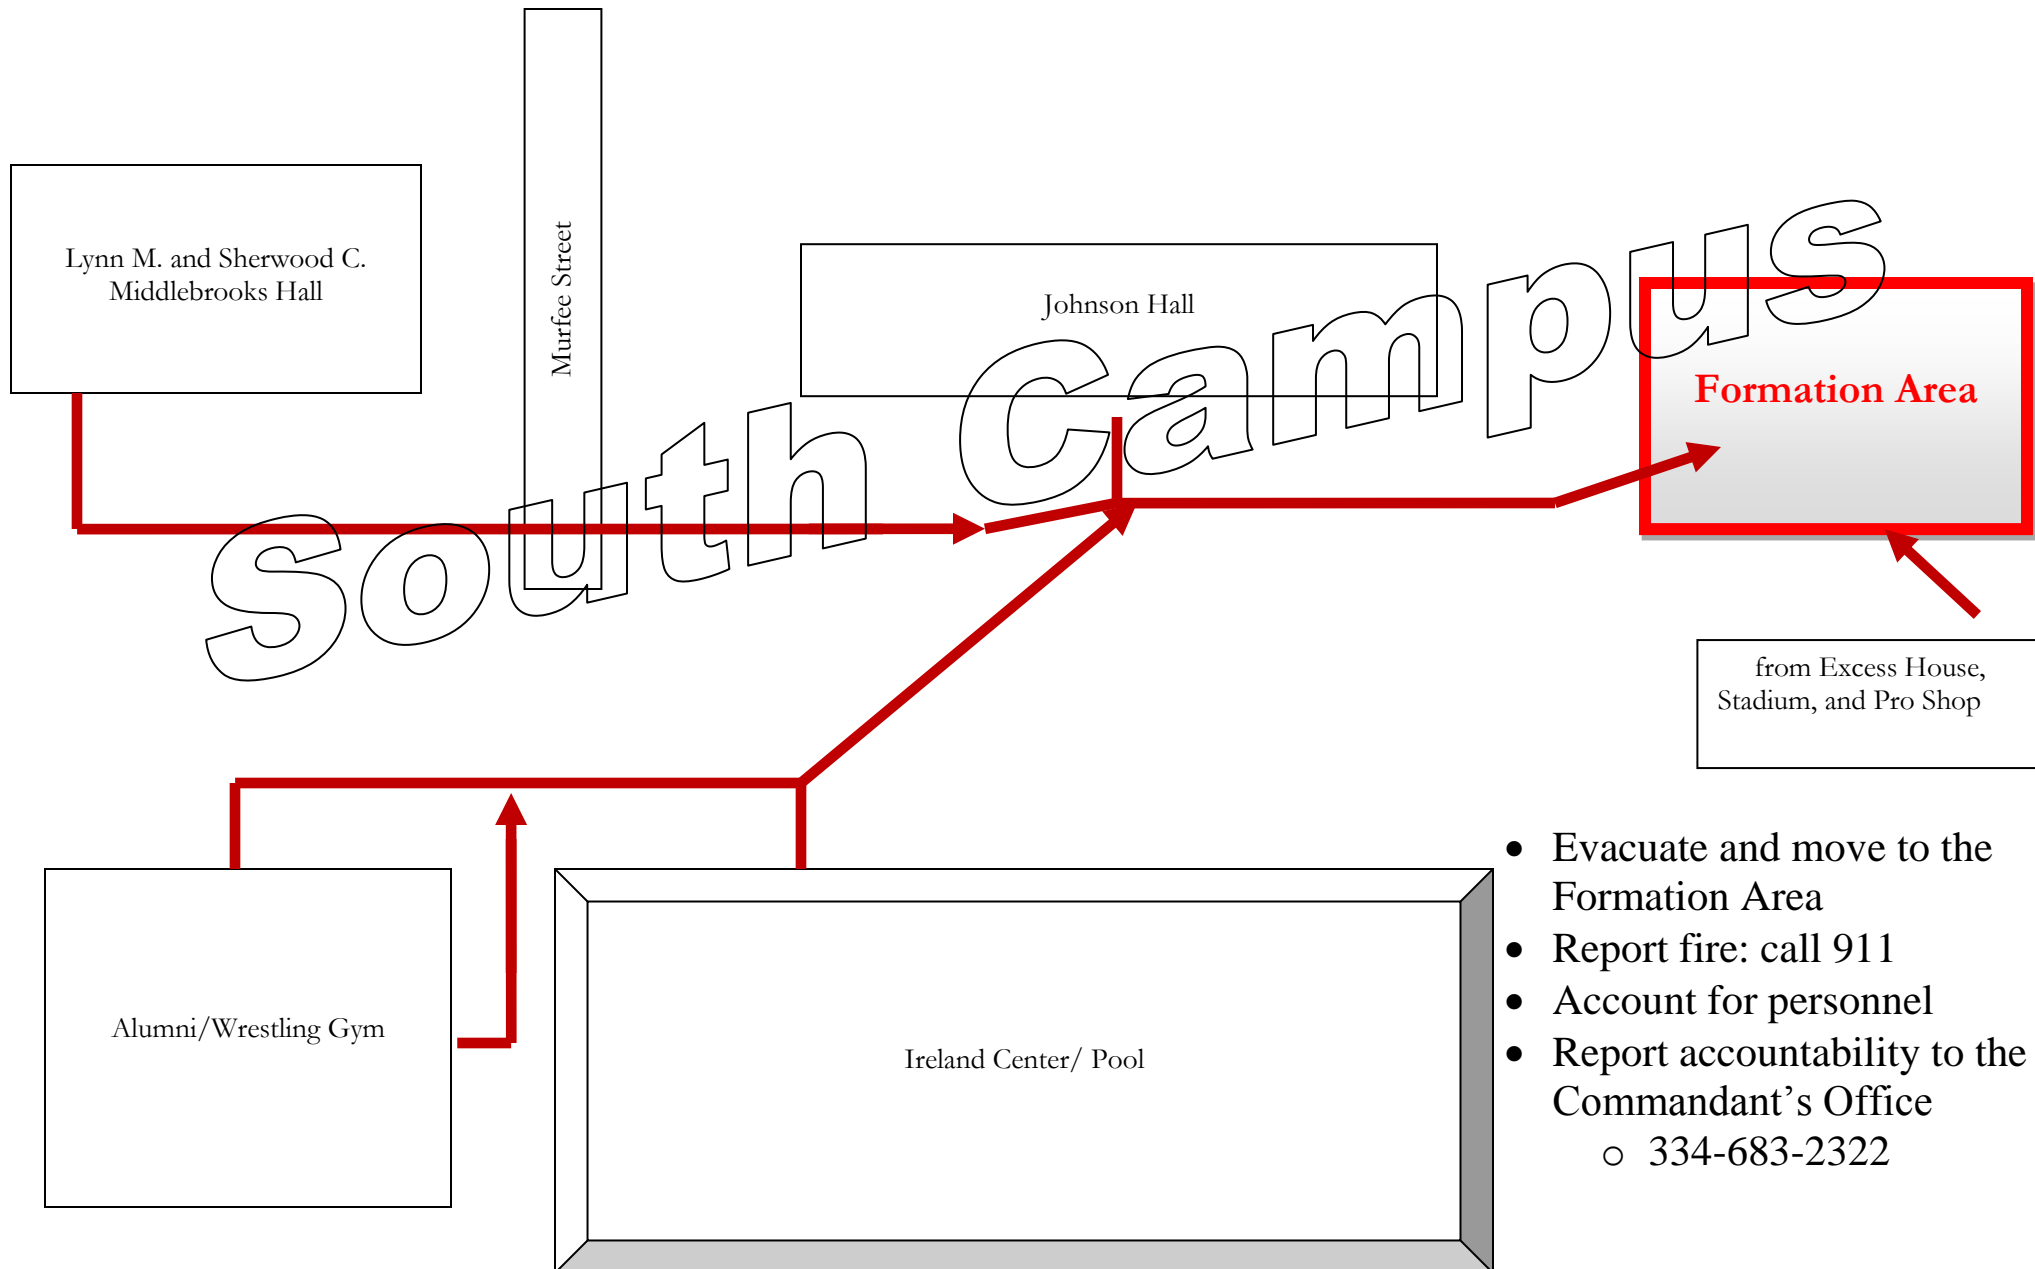 Lynn M. and Sherwood C.
Middlebrooks Hall
Murfee Street
Johnson Hall
South Campus
Formation Area
from Excess House,
Stadium, and Pro Shop
Alumni/Wrestling Gym
Ireland Center/ Pool
• Evacuate and move to the
Formation Area
• Report fire: call 911
• Account for personnel
• Report accountability to the
Commandant’s Office
o 334-683-2322